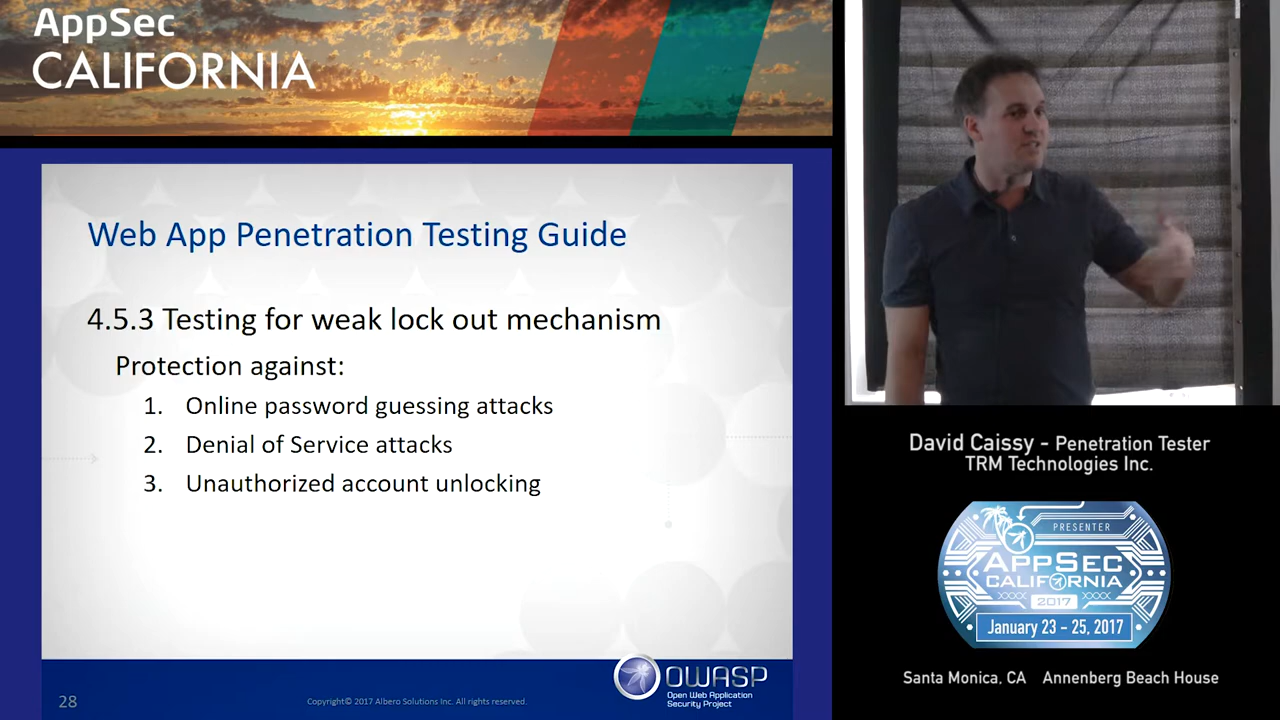 AppSec
CALIFORNIA
Web App Penetration Testing Guide
4.5.3 Testing for weak lock out mechanism
Protection against:
1. Online password guessing attacks
2. Denial of Service attacks
3. Unauthorized account unlocking
28
Copyright© 2017 Albero Solutions Inc. All rights reserved.
OWASP
Open Web Application
Security Project
David Caissy - Penetration Tester
TRM Technologies Inc.
PRESENTER
APPSEC
CALIFORNIA
2017
January 23 - 25, 2017
Santa Monica, CA Annenberg Beach House